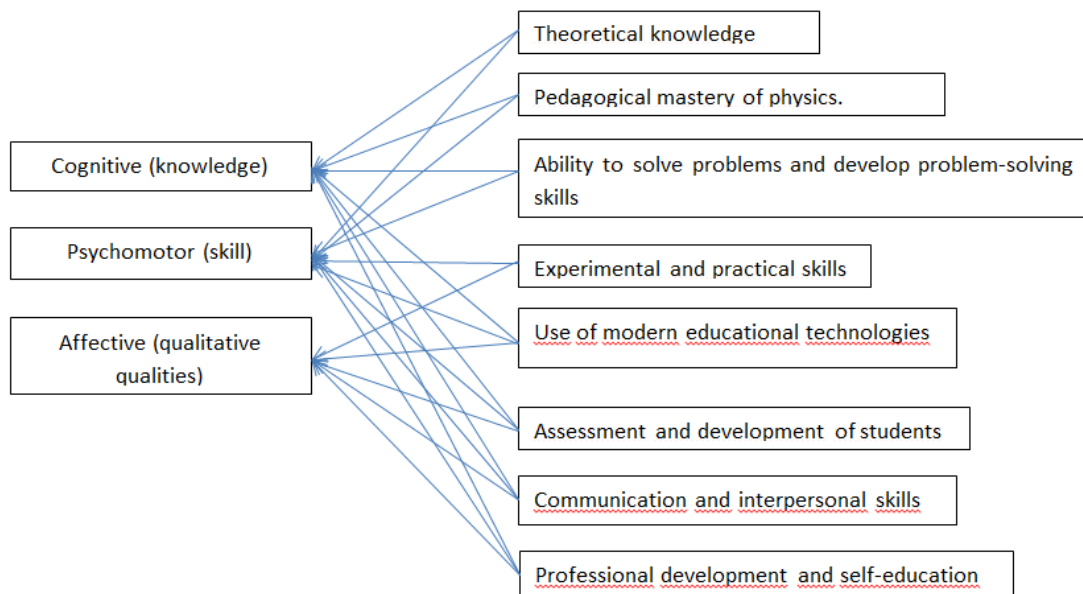 Cognitive (knowledge)
Psychomotor (skill)
Affective (qualitative
qualities)
Theoretical knowledge
Pedagogical mastery of physics.
Ability to solve problems and develop problem-solving
skills
Experimental and practical skills
Use of modern educational technologies
Assessment and development of students
Communication and interpersonal skills
Professional development and self-education